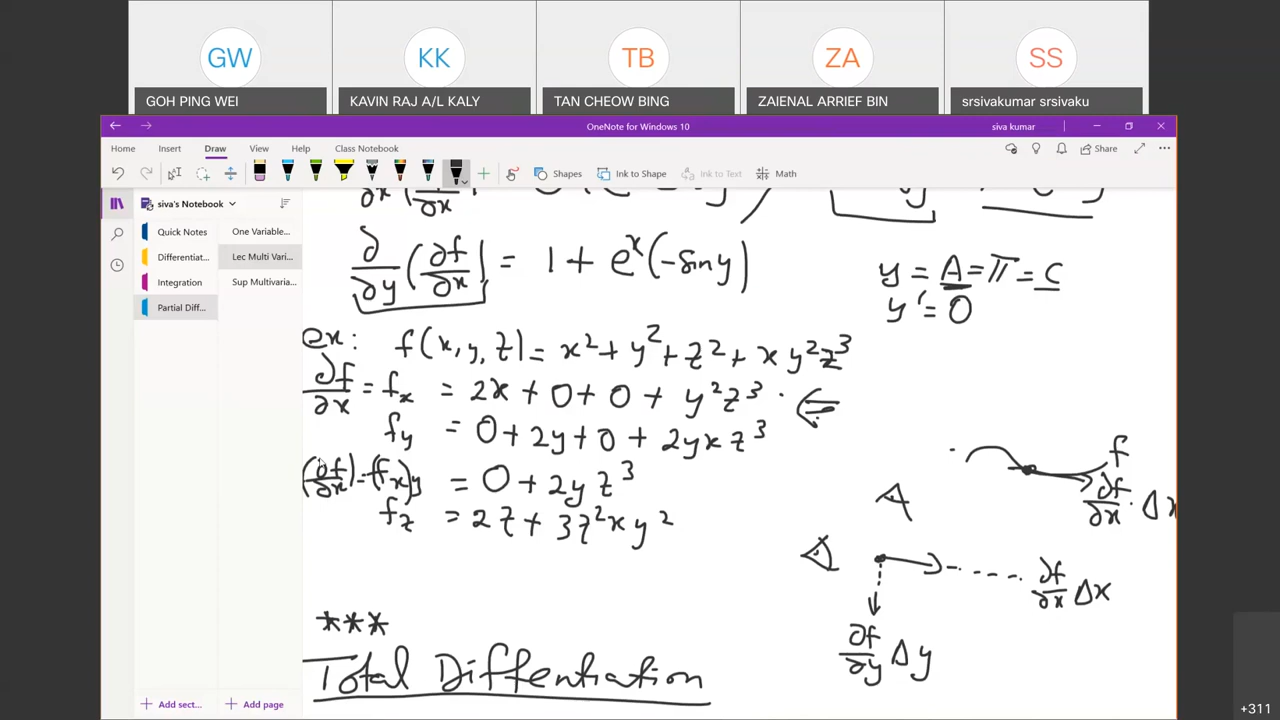 GW KK TB ZA SS
GOH PING WEI KAVIN RAJ A/L KALY TAN CHEOW BING ZAIENAL ARRIEF BIN srsivakumar srsivaku
OneNote for Windows 10 siva kumar
Home Insert Draw View Help Class Notebook Share
Shapes Ink to Shape Ink to Text Math
siva's Notebook
Quick Notes One Variable...
Differentiat... Lec Multi Vari...
Integration Sup Multivaria...
Partial Diff...
∂/∂y (∂f/∂x) = 1 + e^x (-sin y)
y = A = π = c
y' = 0
ex: f(x, y, z) = x² + y² + z² + xy²z³
∂f/∂x = f_x = 2x + 0 + 0 + y²z³ .
f_y = 0 + 2y + 0 + 2yxz³
(∂f/∂x) = (f_x)_y = 0 + 2yz³
f_z = 2z + 3z²xy²
f
∂f/∂x · Δx
∂f/∂x Δx
∂f/∂y Δy
***
Total Diffentiation
+ Add sect... + Add page
+311